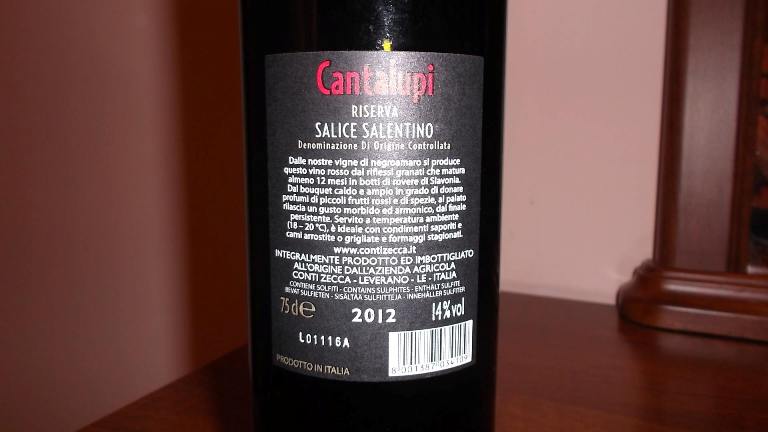 Cantalupi
RISERVA
SALICE SALENTINO
Denominazione Di Origine Controllata
Dalle nostre vigne di negroamaro si produce
questo vino rosso dai riflessi granati che matura
almeno 12 mesi in botti di rovere di Slavonia.
Dal bouquet caldo e ampio in grado di donare
profumi di piccoli frutti rossi e di spezie, al palato
rilascia un gusto morbido ed armonico, dal finale
persistente. Servito a temperatura ambiente
(18 – 20 °C), è ideale con condimenti saporiti e
carni arrostite o grigliate e formaggi stagionati.
www.contizecca.it
INTEGRALMENTE PRODOTTO ED IMBOTTIGLIATO
ALL'ORIGINE DALL'AZIENDA AGRICOLA
CONTI ZECCA - LEVERANO - LE - ITALIA
CONTIENE SOLFITI - CONTAINS SULPHITES - ENTHÄLT SULFITE
BEVAT SULFIETEN - SISÄLTÄÄ SULFIITTEJA - INNEHÅLLER SULFITER
75 cl e 2012 14% vol
L01116A
8 001387 034109
PRODOTTO IN ITALIA